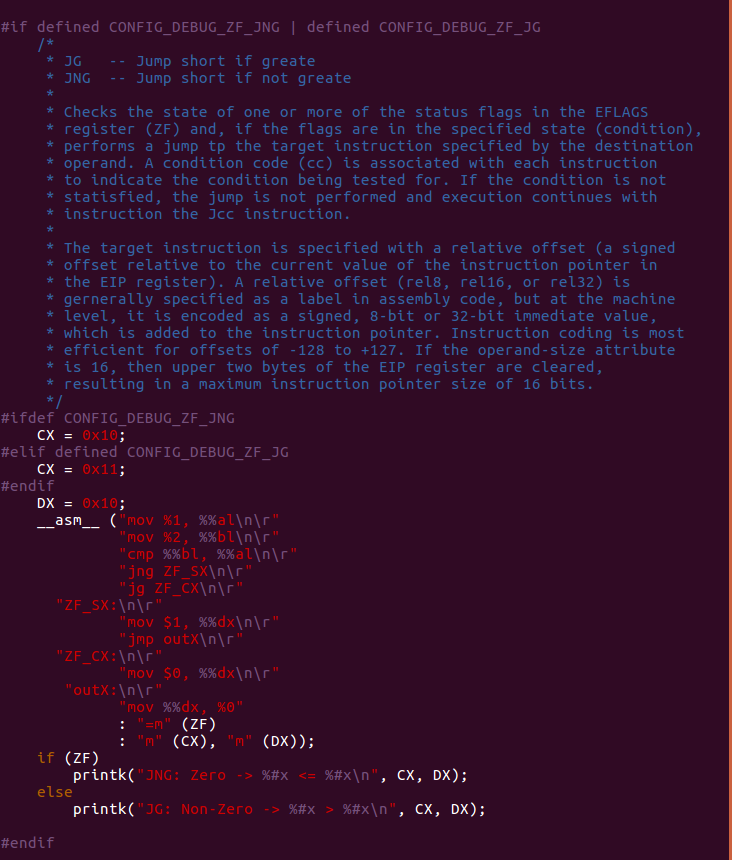 #if defined CONFIG_DEBUG_ZF_JNG | defined CONFIG_DEBUG_ZF_JG
    /*
     * JG   -- Jump short if greate
     * JNG  -- Jump short if not greate
     *
     * Checks the state of one or more of the status flags in the EFLAGS
     * register (ZF) and, if the flags are in the specified state (condition),
     * performs a jump tp the target instruction specified by the destination
     * operand. A condition code (cc) is associated with each instruction
     * to indicate the condition being tested for. If the condition is not
     * statisfied, the jump is not performed and execution continues with
     * instruction the Jcc instruction.
     *
     * The target instruction is specified with a relative offset (a signed
     * offset relative to the current value of the instruction pointer in
     * the EIP register). A relative offset (rel8, rel16, or rel32) is
     * gernerally specified as a label in assembly code, but at the machine
     * level, it is encoded as a signed, 8-bit or 32-bit immediate value,
     * which is added to the instruction pointer. Instruction coding is most
     * efficient for offsets of -128 to +127. If the operand-size attribute
     * is 16, then upper two bytes of the EIP register are cleared,
     * resulting in a maximum instruction pointer size of 16 bits.
     */
#ifdef CONFIG_DEBUG_ZF_JNG
    CX = 0x10;
#elif defined CONFIG_DEBUG_ZF_JG
    CX = 0x11;
#endif
    DX = 0x10;
    __asm__ ("mov %1, %%al\n\r"
             "mov %2, %%bl\n\r"
             "cmp %%bl, %%al\n\r"
             "jng ZF_SX\n\r"
             "jg ZF_CX\n\r"
      "ZF_SX:\n\r"
             "mov $1, %%dx\n\r"
             "jmp outX\n\r"
      "ZF_CX:\n\r"
             "mov $0, %%dx\n\r"
       "outX:\n\r"
             "mov %%dx, %0"
             : "=m" (ZF)
             : "m" (CX), "m" (DX));
    if (ZF)
        printk("JNG: Zero -> %#x <= %#x\n", CX, DX);
    else
        printk("JG: Non-Zero -> %#x > %#x\n", CX, DX);

#endif